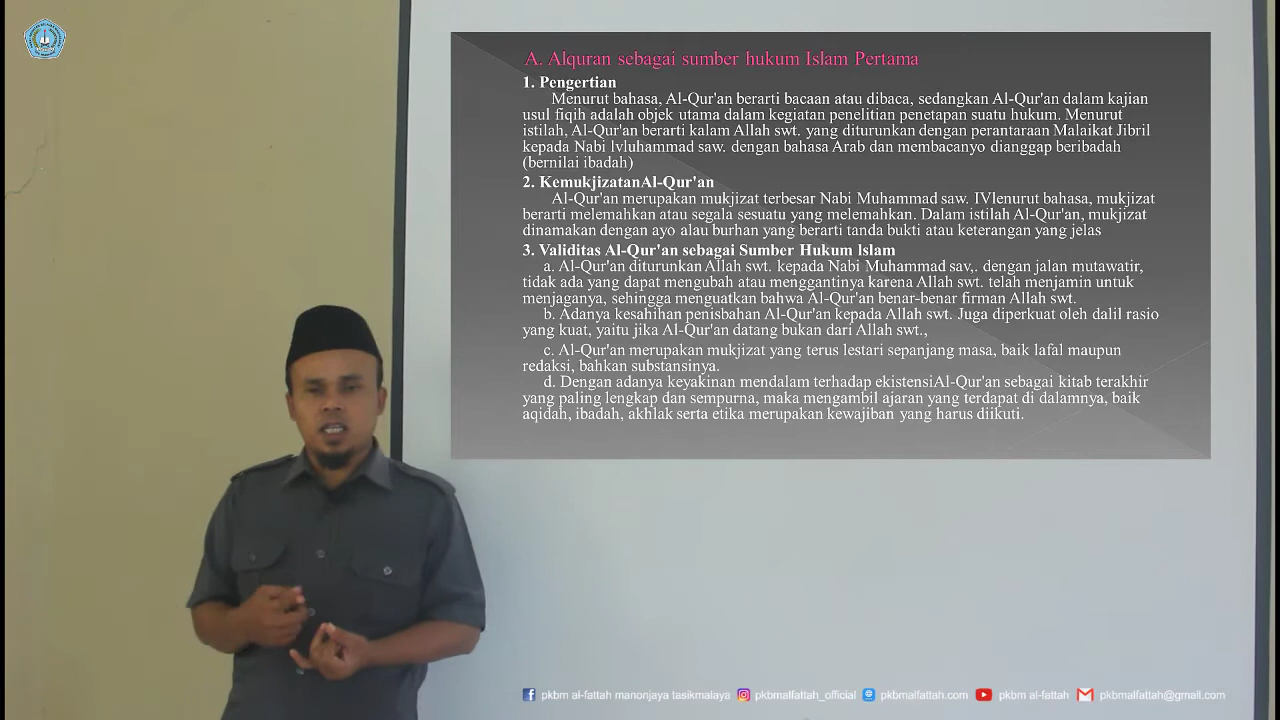 A. Alquran sebagai sumber hukum Islam Pertama
1. Pengertian
Menurut bahasa, Al-Qur'an berarti bacaan atau dibaca, sedangkan Al-Qur'an dalam kajian
usul fiqih adalah objek utama dalam kegiatan penelitian penetapan suatu hukum. Menurut
istilah, Al-Qur'an berarti kalam Allah swt. yang diturunkan dengan perantaraan Malaikat Jibril
kepada Nabi lvluhammad saw. dengan bahasa Arab dan membacanyo dianggap beribadah
(bernilai ibadah)
2. KemukjizatanAl-Qur'an
Al-Qur'an merupakan mukjizat terbesar Nabi Muhammad saw. IVlenurut bahasa, mukjizat
berarti melemahkan atau segala sesuatu yang melemahkan. Dalam istilah Al-Qur'an, mukjizat
dinamakan dengan ayo alau burhan yang berarti tanda bukti atau keterangan yang jelas
3. Validitas Al-Qur'an sebagai Sumber Hukum lslam
a. Al-Qur'an diturunkan Allah swt. kepada Nabi Muhammad sav,. dengan jalan mutawatir,
tidak ada yang dapat mengubah atau menggantinya karena Allah swt. telah menjamin untuk
menjaganya, sehingga menguatkan bahwa Al-Qur'an benar-benar firman Allah swt.
b. Adanya kesahihan penisbahan Al-Qur'an kepada Allah swt. Juga diperkuat oleh dalil rasio
yang kuat, yaitu jika Al-Qur'an datang bukan dari Allah swt.,
c. Al-Qur'an merupakan mukjizat yang terus lestari sepanjang masa, baik lafal maupun
redaksi, bahkan substansinya.
d. Dengan adanya keyakinan mendalam terhadap ekistensiAl-Qur'an sebagai kitab terakhir
yang paling lengkap dan sempurna, maka mengambil ajaran yang terdapat di dalamnya, baik
aqidah, ibadah, akhlak serta etika merupakan kewajiban yang harus diikuti.
pkbm al-fattah manonjaya tasikmalaya pkbmalfattah_official pkbmalfattah.com pkbm al-fattah pkbmalfattah@gmail.com